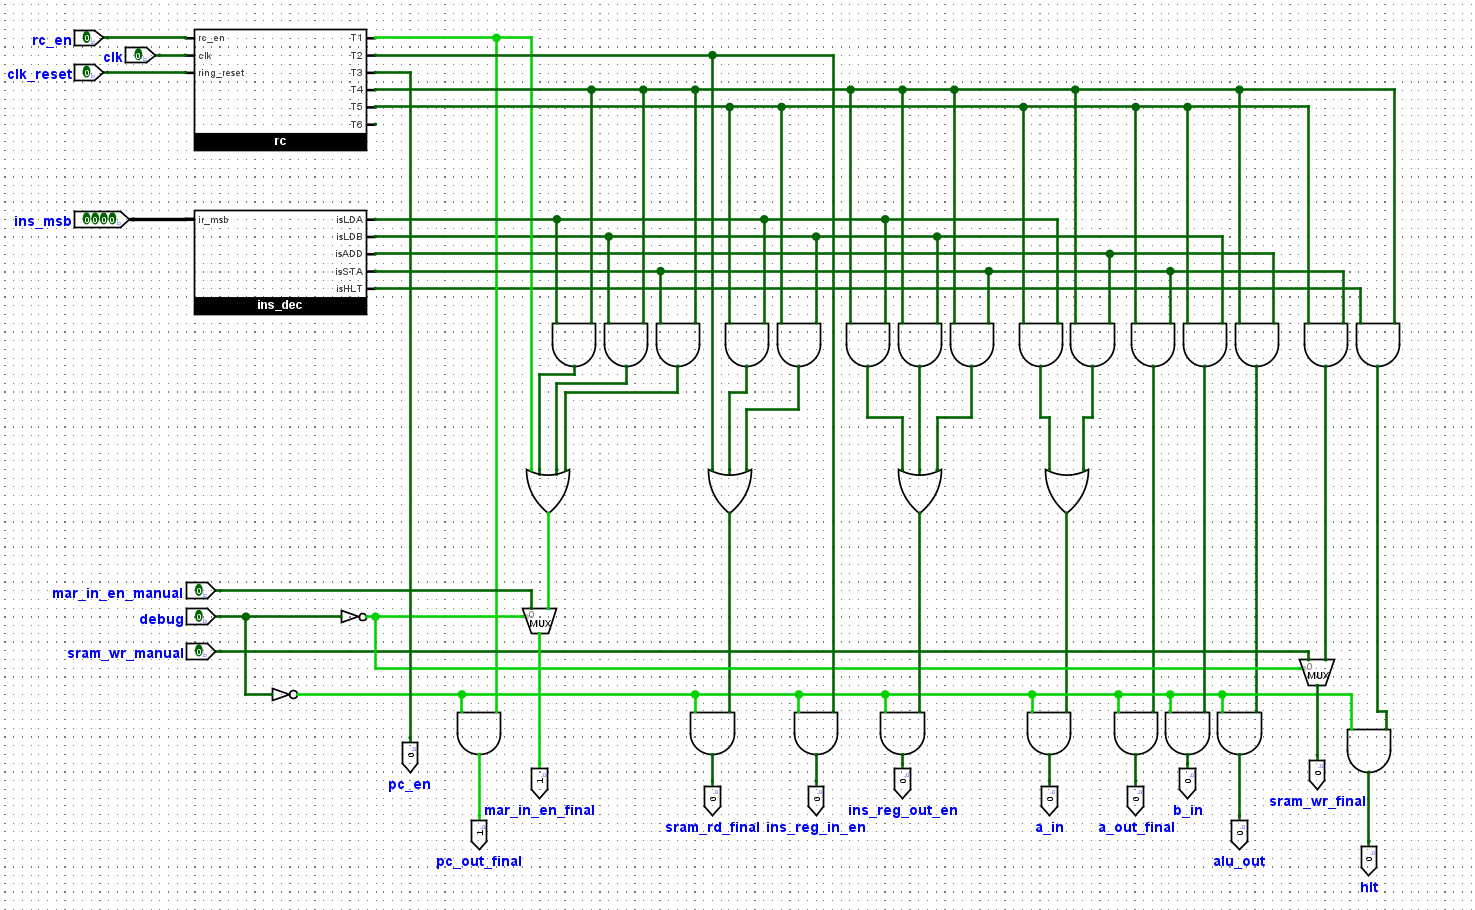 rc_en 0
clk 0
clk_reset 0
rc_en
clk
ring_reset
T1
T2
T3
T4
T5
T6
rc
ins_msb 0000
ir_msb
isLDA
isLDB
isADD
isSTA
isHLT
ins_dec
mar_in_en_manual 0
debug 0
sram_wr_manual 0
0
MUX
0
MUX
0
pc_en
1
mar_in_en_final
1
pc_out_final
0
sram_rd_final
0
ins_reg_in_en
0
ins_reg_out_en
0
a_in
0
a_out_final
0
b_in
0
alu_out
0
sram_wr_final
0
hlt